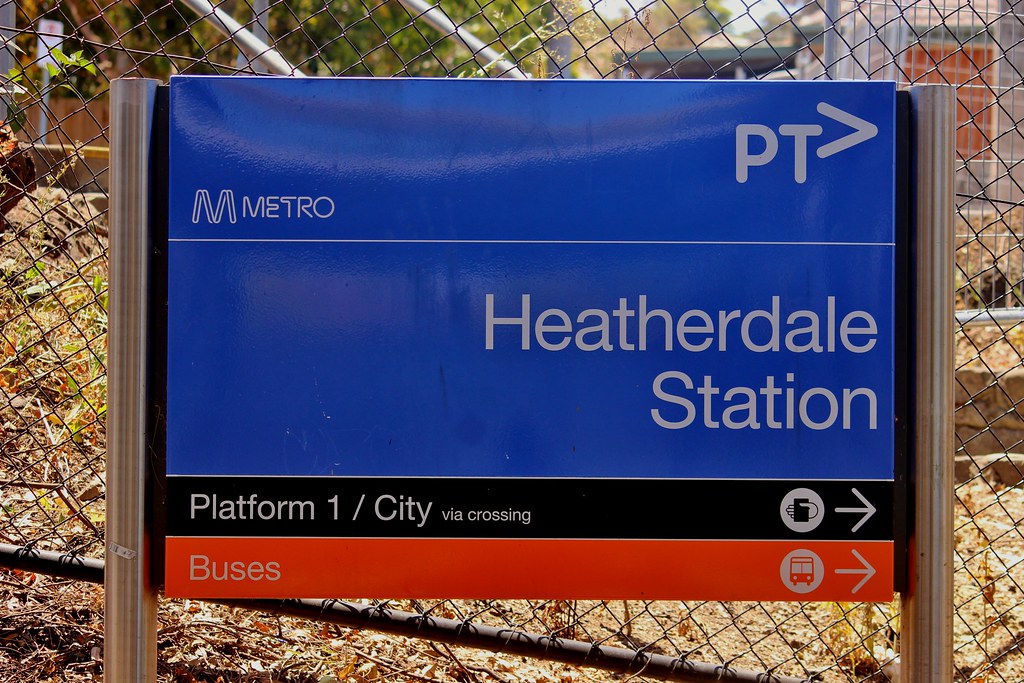 PT>
METRO
Heatherdale
Station
Platform 1 / City via crossing
Buses